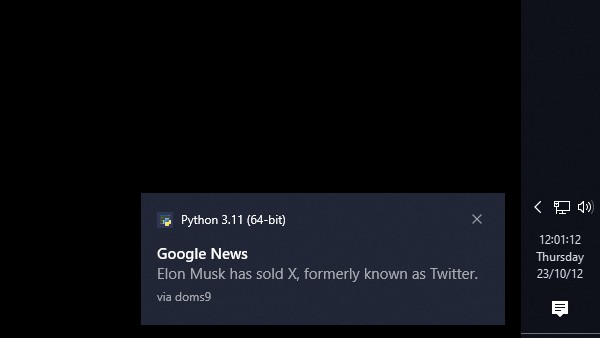 Python 3.11 (64-bit)
Google News
Elon Musk has sold X, formerly known as Twitter.
via doms9
12:01:12
Thursday
23/10/12